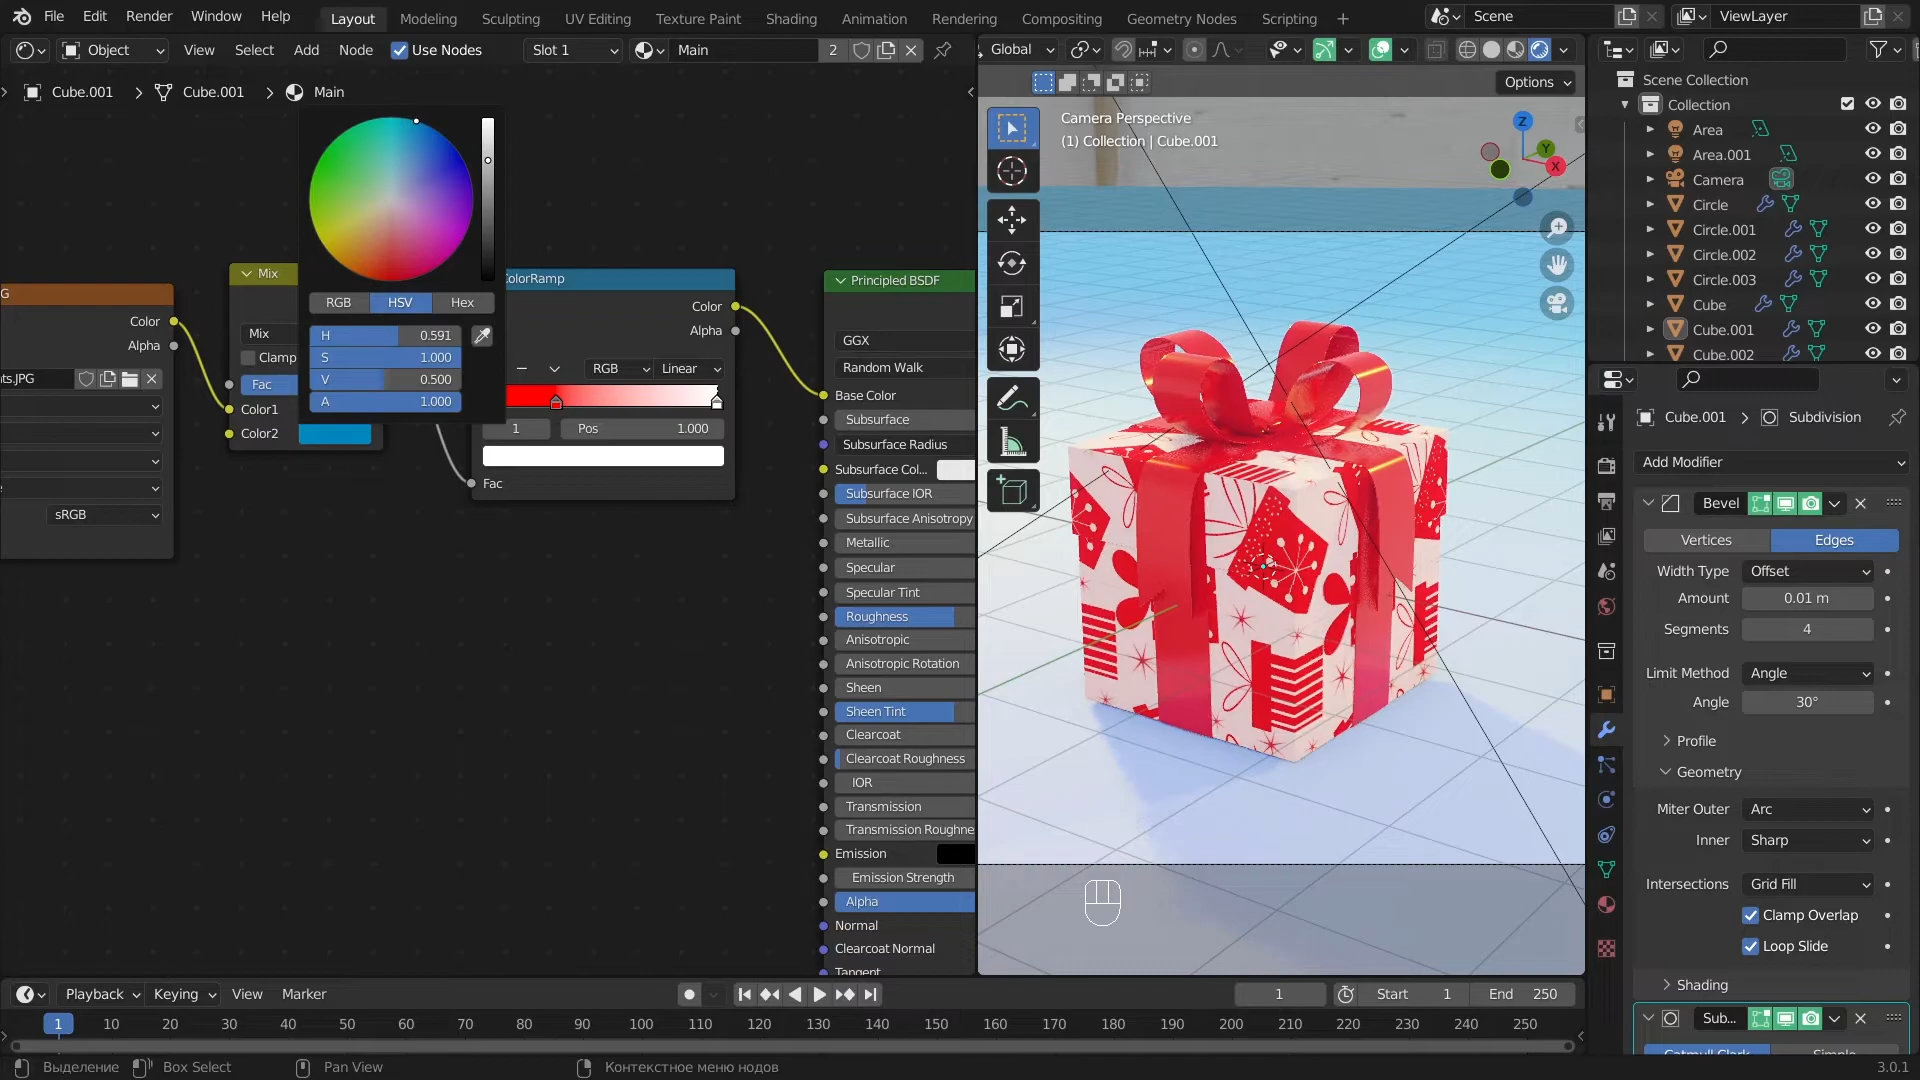 File Edit Render Window Help Layout Modeling Sculpting UV Editing Texture Paint Shading Animation Rendering Compositing Geometry Nodes Scripting + Scene ViewLayer
Object View Select Add Node Use Nodes Slot 1 Main 2 Global
Options
Cube.001 > Cube.001 > Main
Camera Perspective
(1) Collection | Cube.001
Z
Y
X
Scene Collection
Collection
Area
Area.001
Camera
Circle
Circle.001
Circle.002
Circle.003
Cube
Cube.001
Cube.002
G
Color
Alpha
ts.JPG
sRGB
Mix
Mix
Clamp
Fac
Color1
Color2
RGB HSV Hex
H 0.591
S 1.000
V 0.500
A 1.000
ColorRamp
Color
Alpha
RGB Linear
1 Pos 1.000
Fac
Principled BSDF
GGX
Random Walk
Base Color
Subsurface
Subsurface Radius
Subsurface Col...
Subsurface IOR
Subsurface Anisotropy
Metallic
Specular
Specular Tint
Roughness
Anisotropic
Anisotropic Rotation
Sheen
Sheen Tint
Clearcoat
Clearcoat Roughness
IOR
Transmission
Transmission Roughne
Emission
Emission Strength
Alpha
Normal
Clearcoat Normal
Tangent
Cube.001 > Subdivision
Add Modifier
Bevel
Vertices Edges
Width Type Offset
Amount 0.01 m
Segments 4
Limit Method Angle
Angle 30°
Profile
Geometry
Miter Outer Arc
Inner Sharp
Intersections Grid Fill
Clamp Overlap
Loop Slide
Shading
Sub...
Catmull Clark Simple
Playback Keying View Marker 1 Start 1 End 250
1 10 20 30 40 50 60 70 80 90 100 110 120 130 140 150 160 170 180 190 200 210 220 230 240 250
Выделение Box Select Pan View Контекстное меню нодов 3.0.1